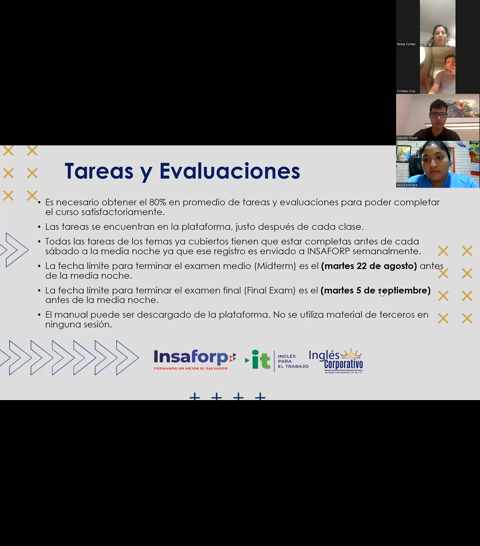 Tareas y Evaluaciones
• Es necesario obtener el 80% en promedio de tareas y evaluaciones para poder completar
el curso satisfactoriamente.
• Las tareas se encuentran en la plataforma, justo después de cada clase.
• Todas las tareas de los temas ya cubiertos tienen que estar completas antes de cada
sábado a la media noche ya que ese registro es enviado a INSAFORP semanalmente.
• La fecha límite para terminar el examen medio (Midterm) es el (martes 22 de agosto) antes
de la media noche.
• La fecha límite para terminar el examen final (Final Exam) es el (martes 5 de septiembre)
antes de la media noche.
• El manual puede ser descargado de la plataforma. No se utiliza material de terceros en
ninguna sesión.
Insaforp
FORMANDO UN MEJOR EL SALVADOR
it
INGLÉS
PARA
EL TRABAJO
Inglés
Corporativo